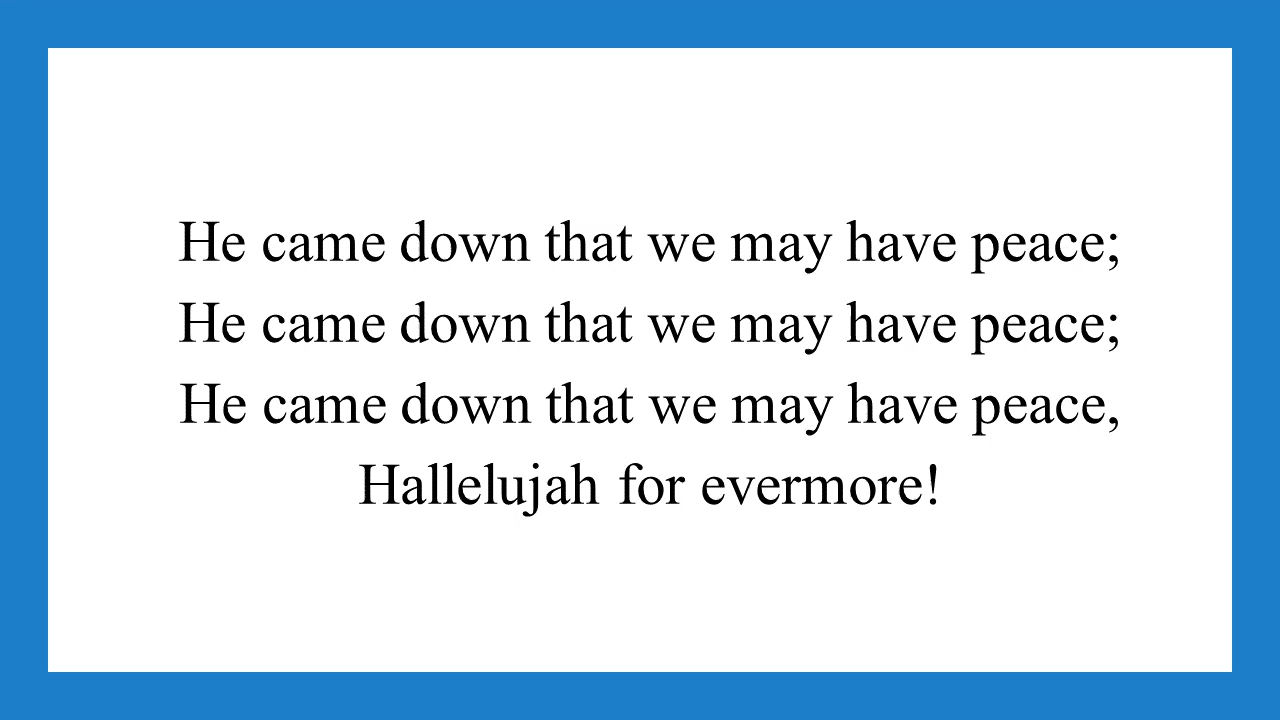 He came down that we may have peace;
He came down that we may have peace;
He came down that we may have peace,
Hallelujah for evermore!